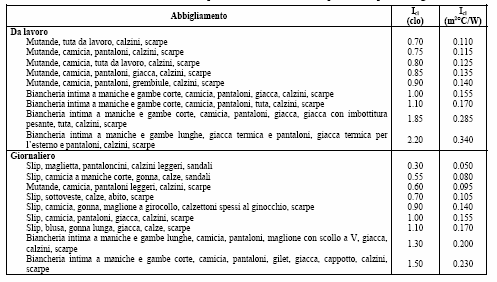 Abbigliamento I_cl (clo) I_cl (m²°C/W)
Da lavoro
Mutande, tuta da lavoro, calzini, scarpe 0.70 0.110
Mutande, camicia, pantaloni, calzini, scarpe 0.75 0.115
Mutande, camicia, tuta da lavoro, calzini, scarpe 0.80 0.125
Mutande, camicia, pantaloni, giacca, calzini, scarpe 0.85 0.135
Mutande, camicia, pantaloni, grembiule, calzini, scarpe 0.90 0.140
Biancheria intima a maniche e gambe corte, camicia, pantaloni, giacca, calzini, scarpe 1.00 0.155
Biancheria intima a maniche e gambe corte, camicia, pantaloni, tuta, calzini, scarpe 1.10 0.170
Biancheria intima a maniche e gambe corte, camicia, pantaloni, giacca, giacca con imbottitura
pesante, tuta, calzini, scarpe 1.85 0.285
Biancheria intima a maniche e gambe lunghe, giacca termica e pantaloni, giacca termica per
l'esterno e pantaloni, calzini, scarpe 2.20 0.340
Giornaliero
Slip, maglietta, pantaloncini, calzini leggeri, sandali 0.30 0.050
Slip, camicia a maniche corte, gonna, calze, sandali 0.55 0.080
Mutande, camicia, pantaloni leggeri, calzini, scarpe 0.60 0.095
Slip, sottoveste, calze, abito, scarpe 0.70 0.105
Slip, camicia, gonna, maglione a girocollo, calzettoni spessi al ginocchio, scarpe 0.90 0.140
Slip, camicia, pantaloni, giacca, calzini, scarpe 1.00 0.155
Slip, blusa, gonna lunga, giacca, calze, scarpe 1.10 0.170
Biancheria intima a maniche e gambe lunghe, camicia, pantaloni, maglione con scollo a V, giacca,
calzini, scarpe 1.30 0.200
Biancheria intima a maniche e gambe corte, camicia, pantaloni, gilet, giacca, cappotto, calzini,
scarpe 1.50 0.230